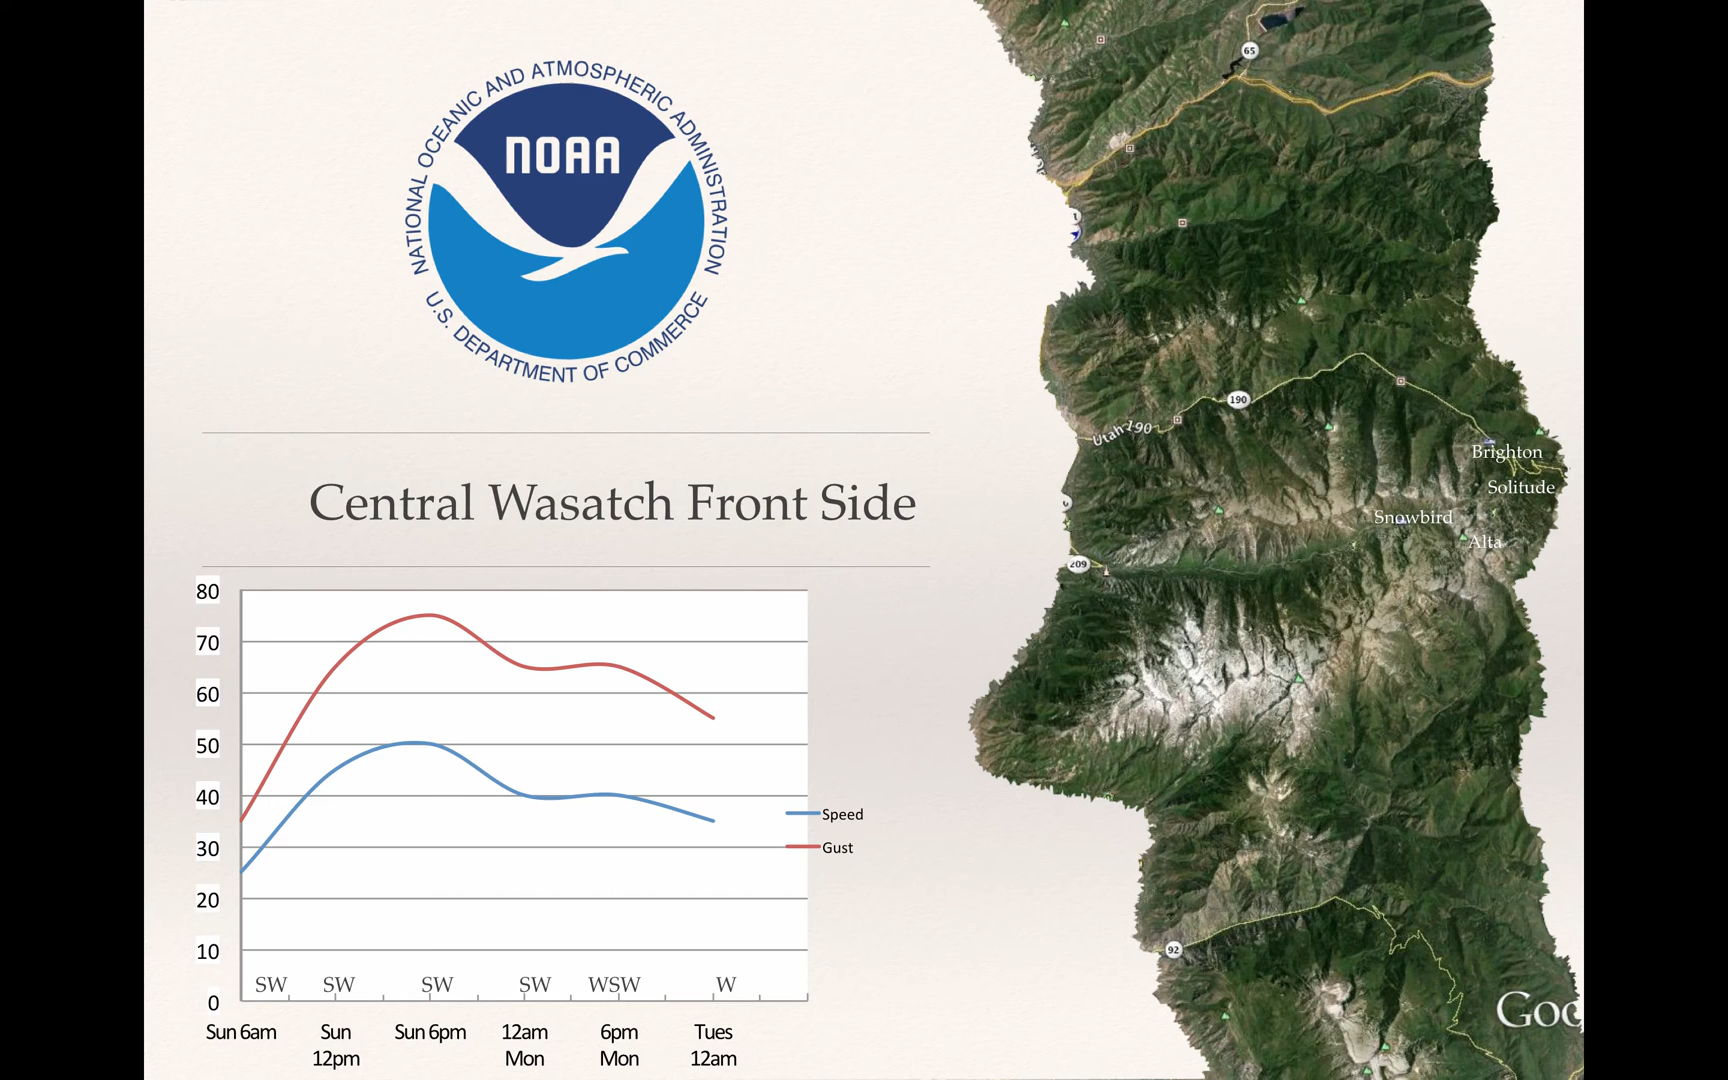 NATIONAL OCEANIC AND ATMOSPHERIC ADMINISTRATION
NOAA
U.S. DEPARTMENT OF COMMERCE
Central Wasatch Front Side
80
70
60
50
40
30
20
10
0
Speed
Gust
SW SW SW SW WSW W
Sun 6am Sun 12pm Sun 6pm 12am Mon 6pm Mon Tues 12am
65
190
Utah 190
Brighton
Solitude
Snowbird
Alta
209
92
Goo